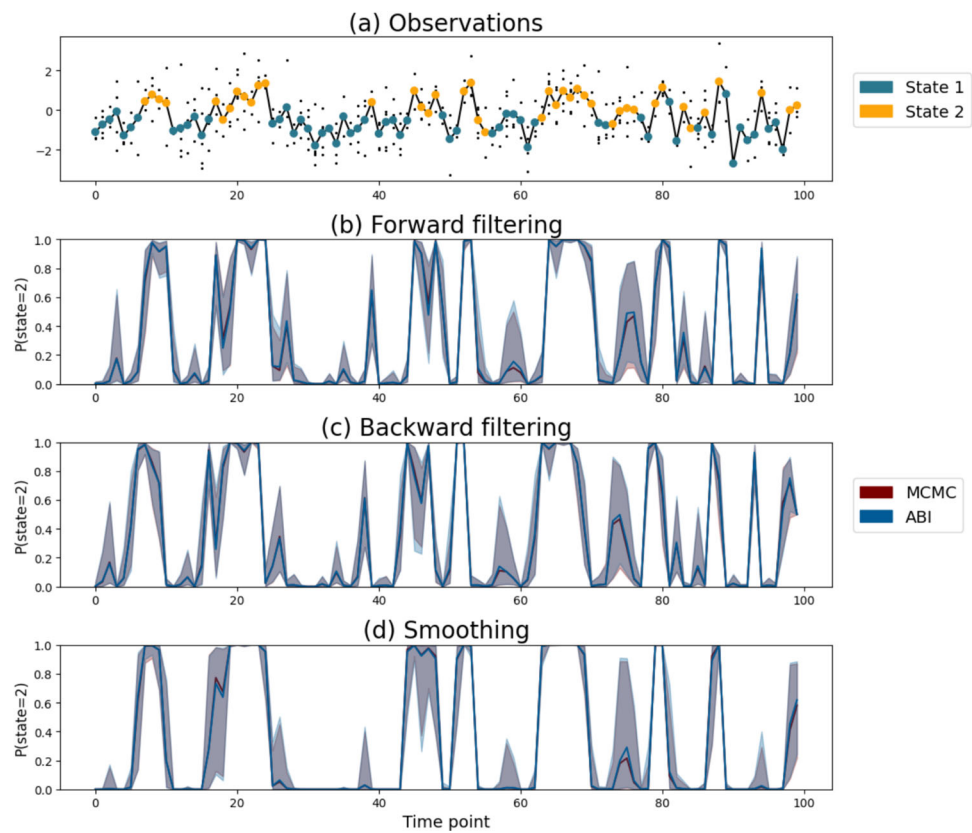 (a) Observations
2
0
−2
0 20 40 60 80 100
State 1
State 2
(b) Forward filtering
P(state=2)
1.0
0.8
0.6
0.4
0.2
0.0
0 20 40 60 80 100
(c) Backward filtering
P(state=2)
1.0
0.8
0.6
0.4
0.2
0.0
0 20 40 60 80 100
MCMC
ABI
(d) Smoothing
P(state=2)
1.0
0.8
0.6
0.4
0.2
0.0
0 20 40 60 80 100
Time point